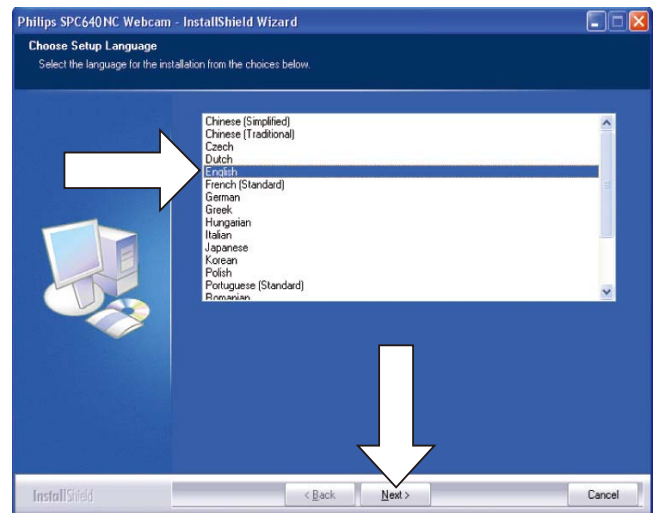 Philips SPC640NC Webcam - InstallShield Wizard
Choose Setup Language
Select the language for the installation from the choices below.
Chinese (Simplified)
Chinese (Traditional)
Czech
Dutch
English
French (Standard)
German
Greek
Hungarian
Italian
Japanese
Korean
Polish
Portuguese (Standard)
Romanian
InstallShield
< Back
Next >
Cancel